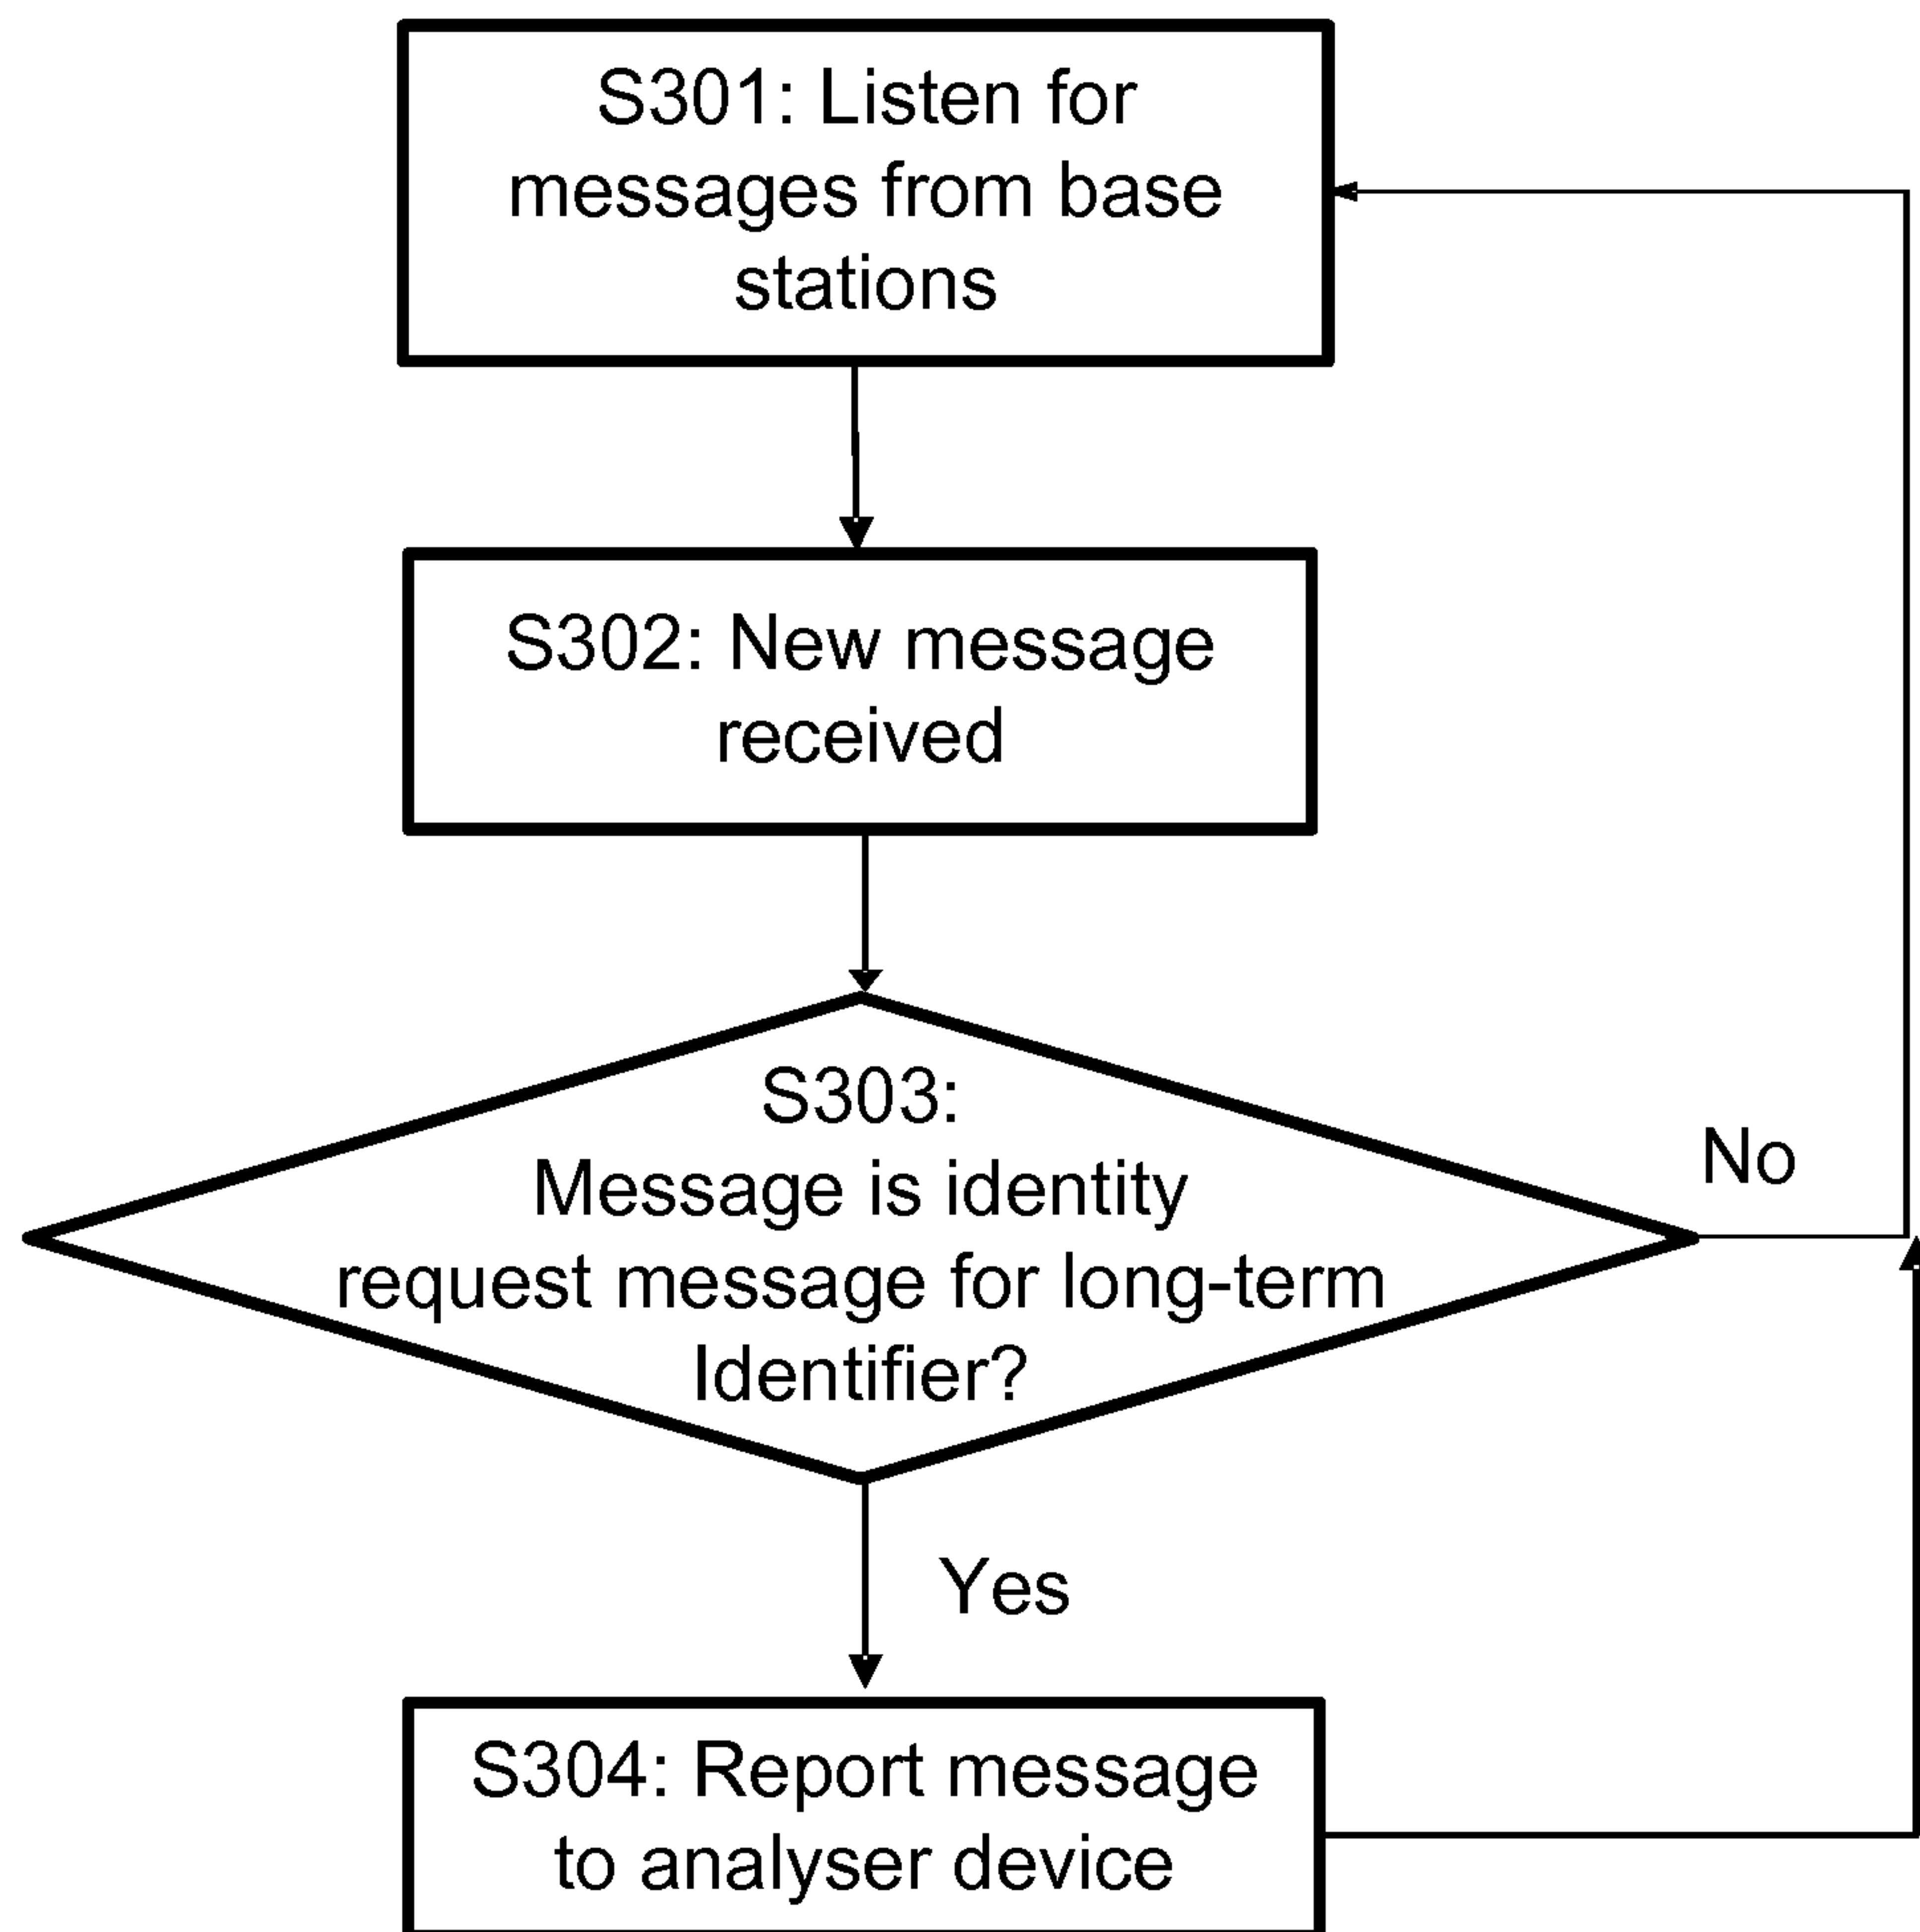 S301: Listen for
messages from base
stations
S302: New message
received
S303:
Message is identity
request message for long-term
Identifier?
No
Yes
S304: Report message
to analyser device